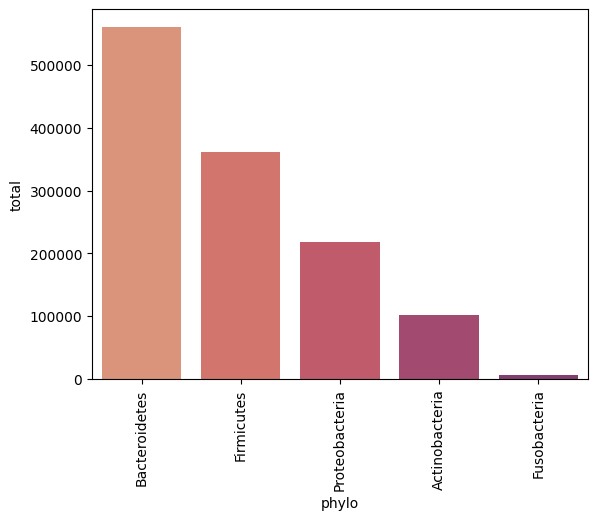 500000
400000
300000
200000
100000
0
total
Bacteroidetes
Firmicutes
Proteobacteria
Actinobacteria
Fusobacteria
phylo